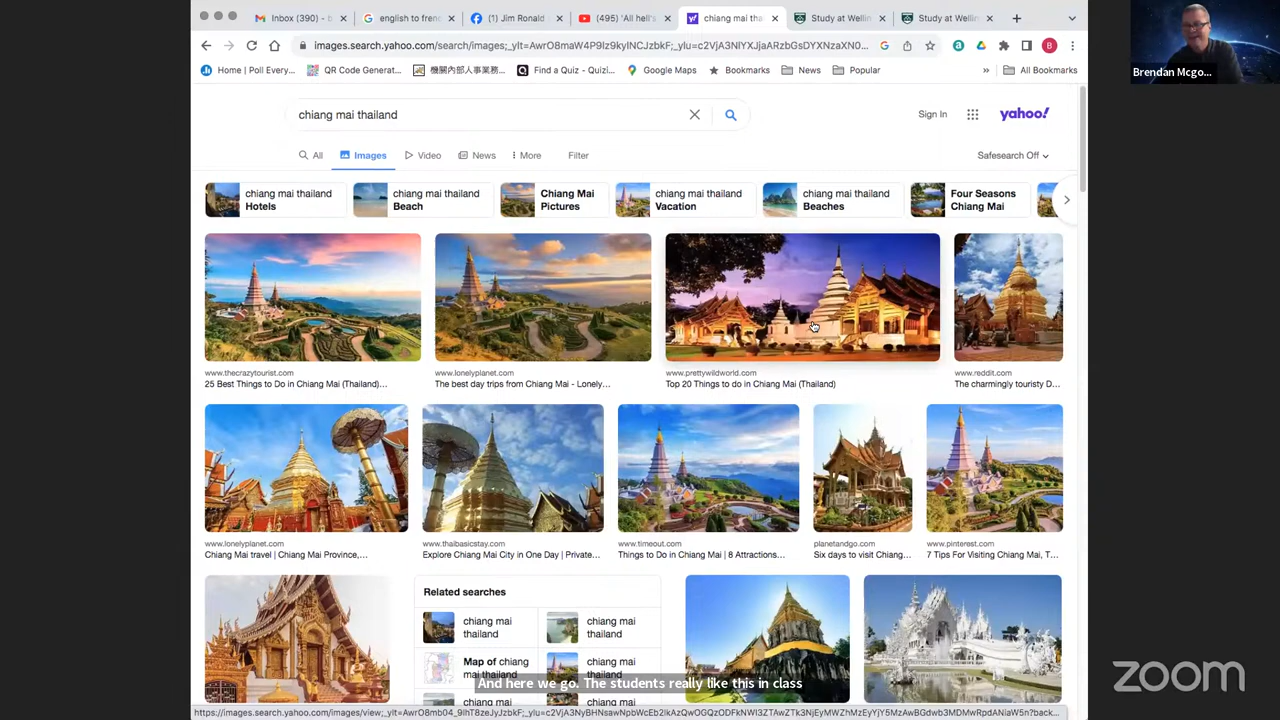 Inbox (390) - b
english to frenc
(1) Jim Ronald
(495) 'All hell's
chiang mai tha
Study at Wellin
Study at Wellin
images.search.yahoo.com/search/images;_ylt=AwrO8maW4P9lz9kyINCJzbkF;_ylu=c2VjA3NlYXJjaARzbGsDYXNzaXN0...
Home | Poll Every...
QR Code Generat...
機關內部人事業務...
Find a Quiz - Quizi...
Google Maps
Bookmarks
News
Popular
»
All Bookmarks
Brendan Mcgo...
chiang mai thailand
Sign In
yahoo!
All
Images
Video
News
More
Filter
Safesearch Off
chiang mai thailand
Hotels
chiang mai thailand
Beach
Chiang Mai
Pictures
chiang mai thailand
Vacation
chiang mai thailand
Beaches
Four Seasons
Chiang Mai
www.thecrazytourist.com
25 Best Things to Do in Chiang Mai (Thailand)...
www.lonelyplanet.com
The best day trips from Chiang Mai - Lonely...
www.prettywildworld.com
Top 20 Things to do in Chiang Mai (Thailand)
www.reddit.com
The charmingly touristy D...
www.lonelyplanet.com
Chiang Mai travel | Chiang Mai Province,...
www.thaibasicstay.com
Explore Chiang Mai City in One Day | Private...
www.timeout.com
Things to Do in Chiang Mai | 8 Attractions...
planetandgo.com
Six days to visit Chiang...
www.pinterest.com
7 Tips For Visiting Chiang Mai, T...
Related searches
chiang mai
thailand
chiang mai
thailand
Map of chiang
mai
chiang mai
thailand
chiang mai
chiang mai
And here we go. The students really like this in class
zoom